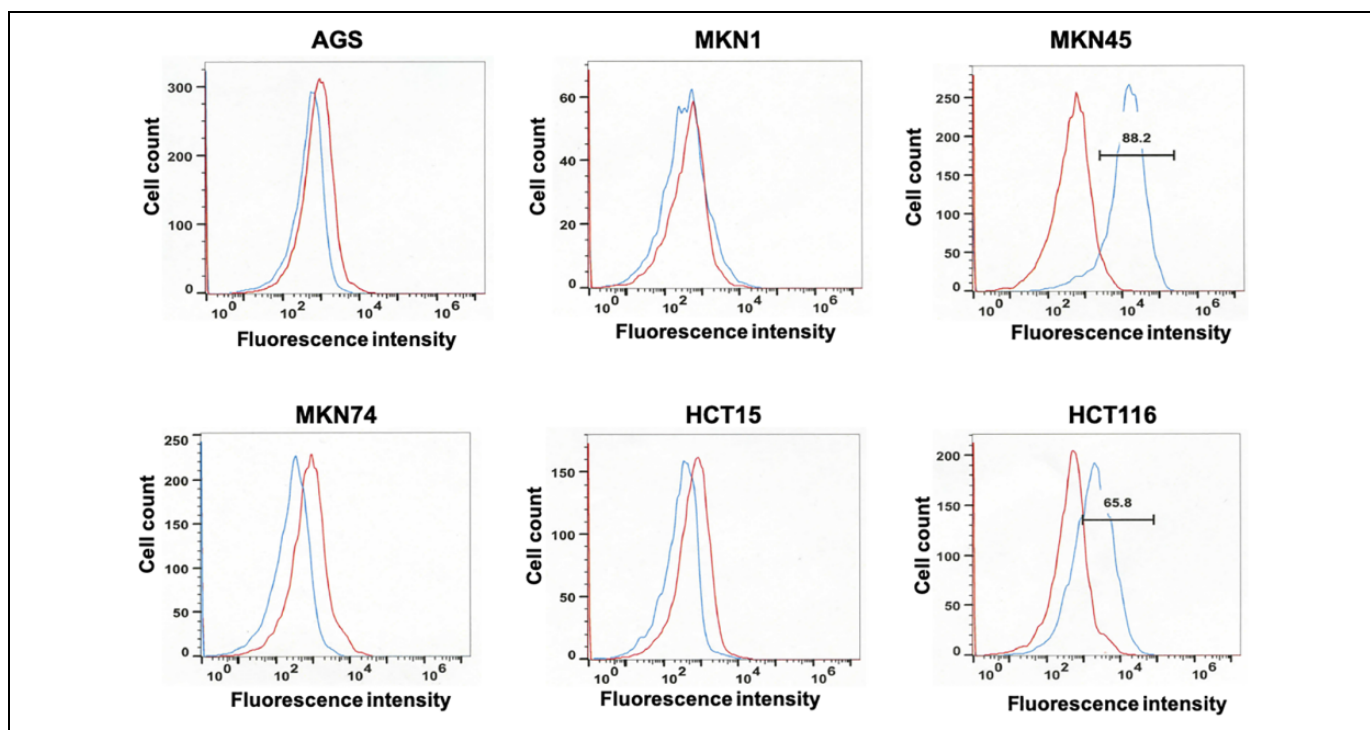 AGS
MKN1
MKN45
Cell count
300
200
100
0
10⁰ 10² 10⁴ 10⁶
Fluorescence intensity
Cell count
60
40
20
0
10⁰ 10² 10⁴ 10⁶
Fluorescence intensity
Cell count
250
200
150
100
50
0
88.2
10⁰ 10² 10⁴ 10⁶
Fluorescence intensity
MKN74
HCT15
HCT116
Cell count
250
200
150
100
50
0
10⁰ 10² 10⁴ 10⁶
Fluorescence intensity
Cell count
150
100
50
0
10⁰ 10² 10⁴ 10⁶
Fluorescence intensity
Cell count
200
150
100
50
0
65.8
10⁰ 10² 10⁴ 10⁶
Fluorescence intensity